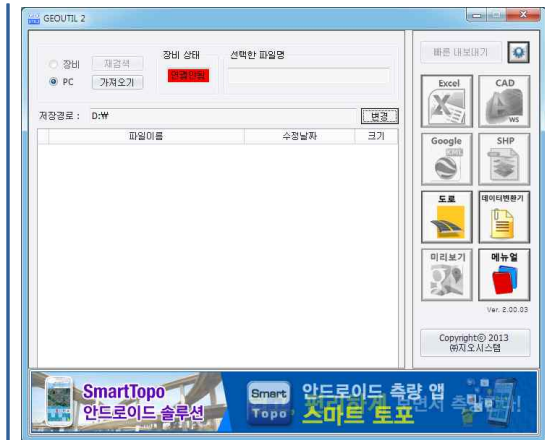 GEOUTIL 2
장비
재검색
PC
가져오기
장비 상태
연결안됨
선택한 파일명
저장경로 : D:₩
변경
파일이름 수정날짜 크기
빠른 내보내기
Excel
CAD
WS
Google
KML
SHP
도로
데이터변환기
미리보기
메뉴얼
Ver. 2.00.03
Copyright© 2013
㈜지오시스템
SmartTopo
안드로이드 솔루션
Smart
Topo
안드로이드 측량 앱
스마트 토포